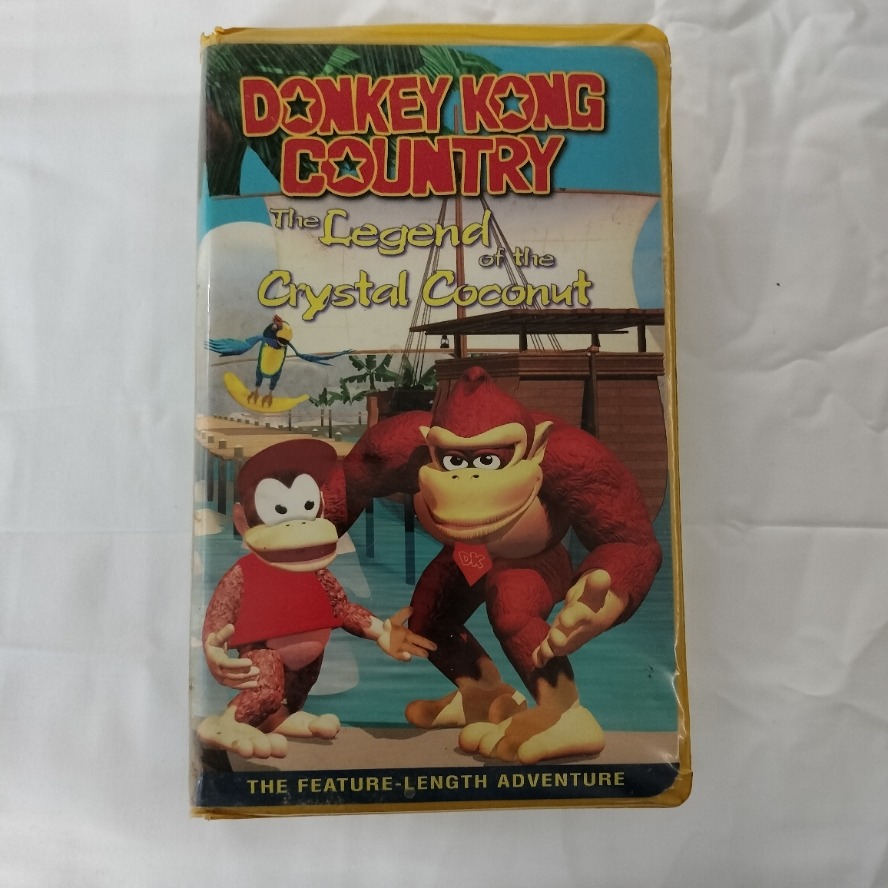 DONKEY KONG
COUNTRY
The Legend
of the
Crystal Coconut
DK
THE FEATURE-LENGTH ADVENTURE